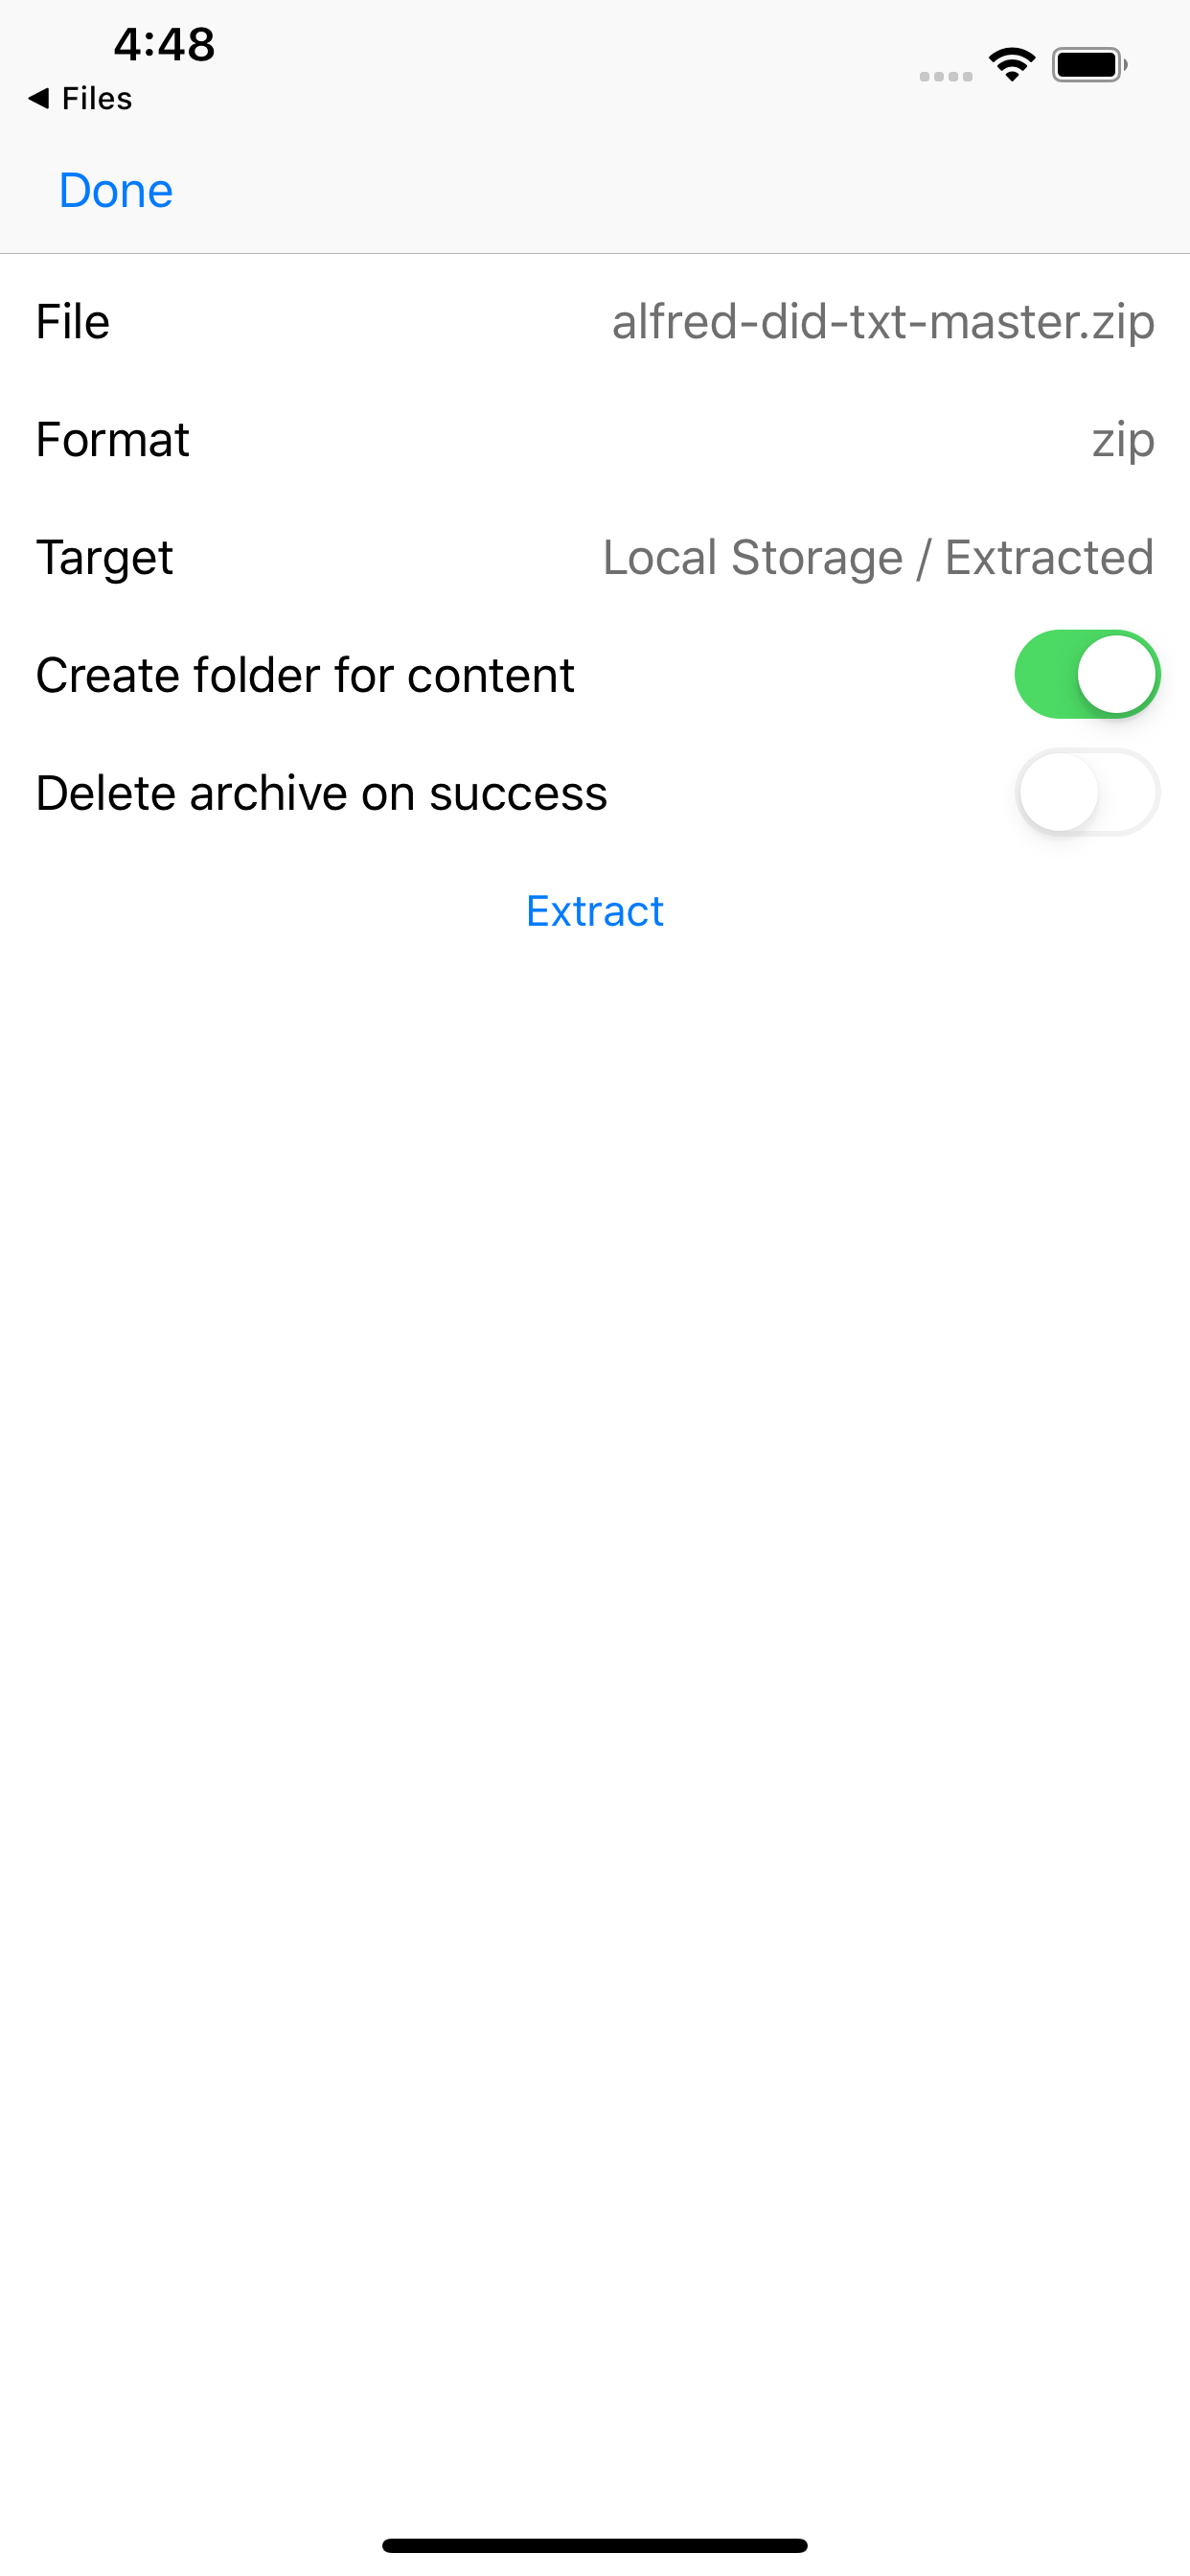 4:48
◀ Files
Done
File alfred-did-txt-master.zip
Format zip
Target Local Storage / Extracted
Create folder for content
Delete archive on success
Extract